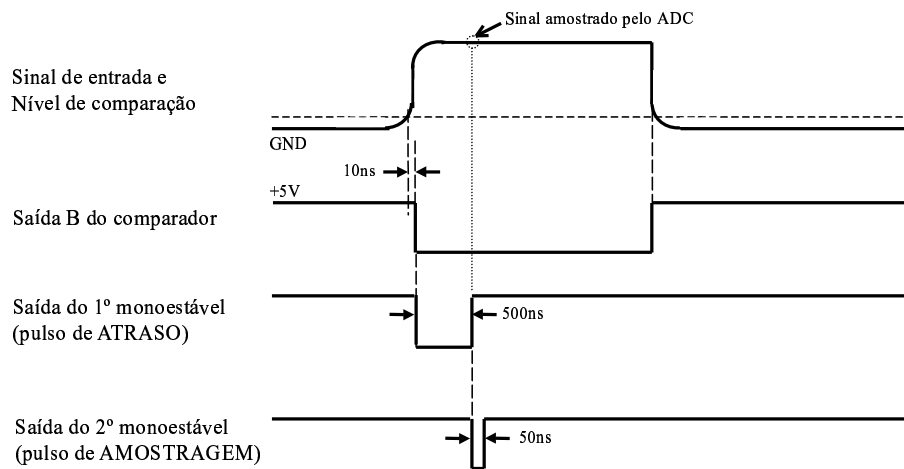 Sinal amostrado pelo ADC
Sinal de entrada e
Nível de comparação
GND
10ns
+5V
Saída B do comparador
Saída do 1º monoestável
(pulso de ATRASO)
500ns
Saída do 2º monoestável
(pulso de AMOSTRAGEM)
50ns